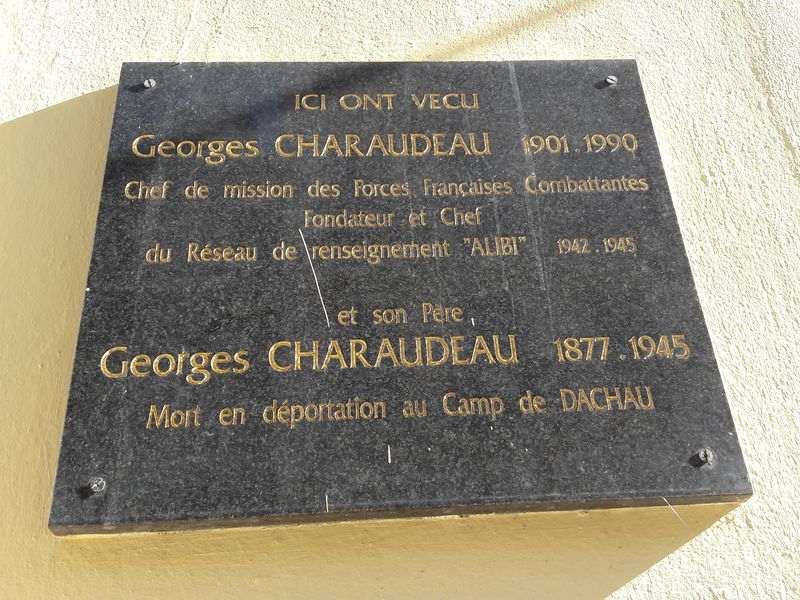 ICI ONT VECU
Georges CHARAUDEAU 1901.1990
Chef de mission des Forces Françaises Combattantes
Fondateur et Chef
du Réseau de renseignement "ALIBI" 1942.1945
et son Père
Georges CHARAUDEAU 1877.1945
Mort en déportation au Camp de DACHAU